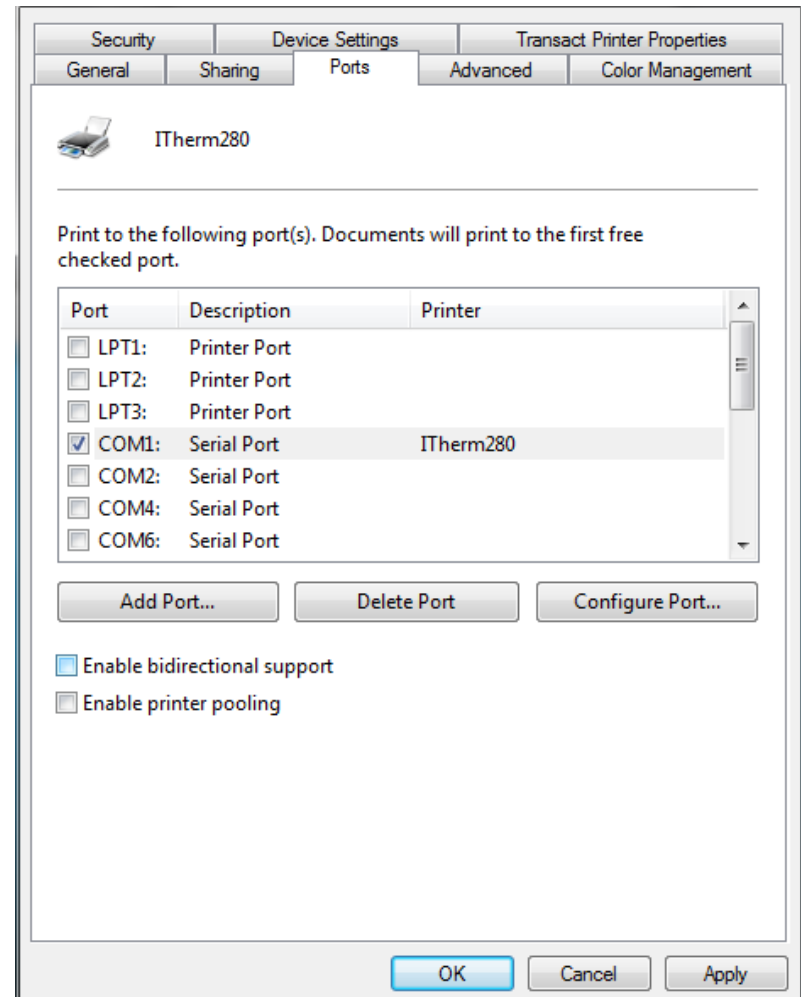 Security Device Settings Transact Printer Properties
General Sharing Ports Advanced Color Management
ITherm280
Print to the following port(s). Documents will print to the first free
checked port.
Port Description Printer
LPT1: Printer Port
LPT2: Printer Port
LPT3: Printer Port
COM1: Serial Port ITherm280
COM2: Serial Port
COM4: Serial Port
COM6: Serial Port
Add Port... Delete Port Configure Port...
Enable bidirectional support
Enable printer pooling
OK Cancel Apply